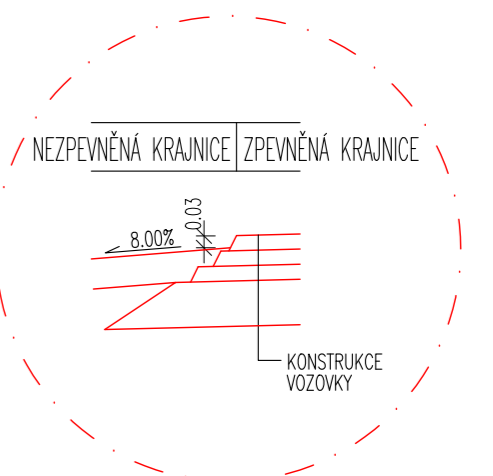 NEZPEVNĚNÁ KRAJNICE ZPEVNĚNÁ KRAJNICE
0.03
8.00%
KONSTRUKCE
VOZOVKY